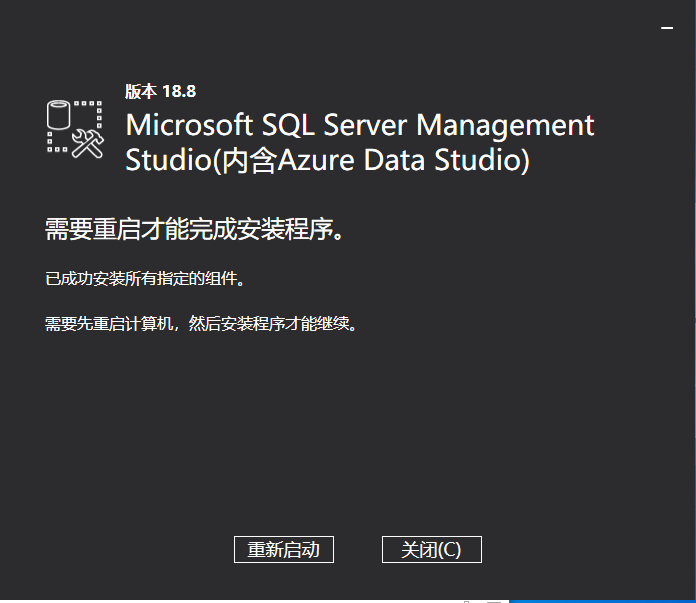 版本 18.8
Microsoft SQL Server Management
Studio(内含Azure Data Studio)
需要重启才能完成安装程序。
已成功安装所有指定的组件。
需要先重启计算机，然后安装程序才能继续。
重新启动
关闭(C)